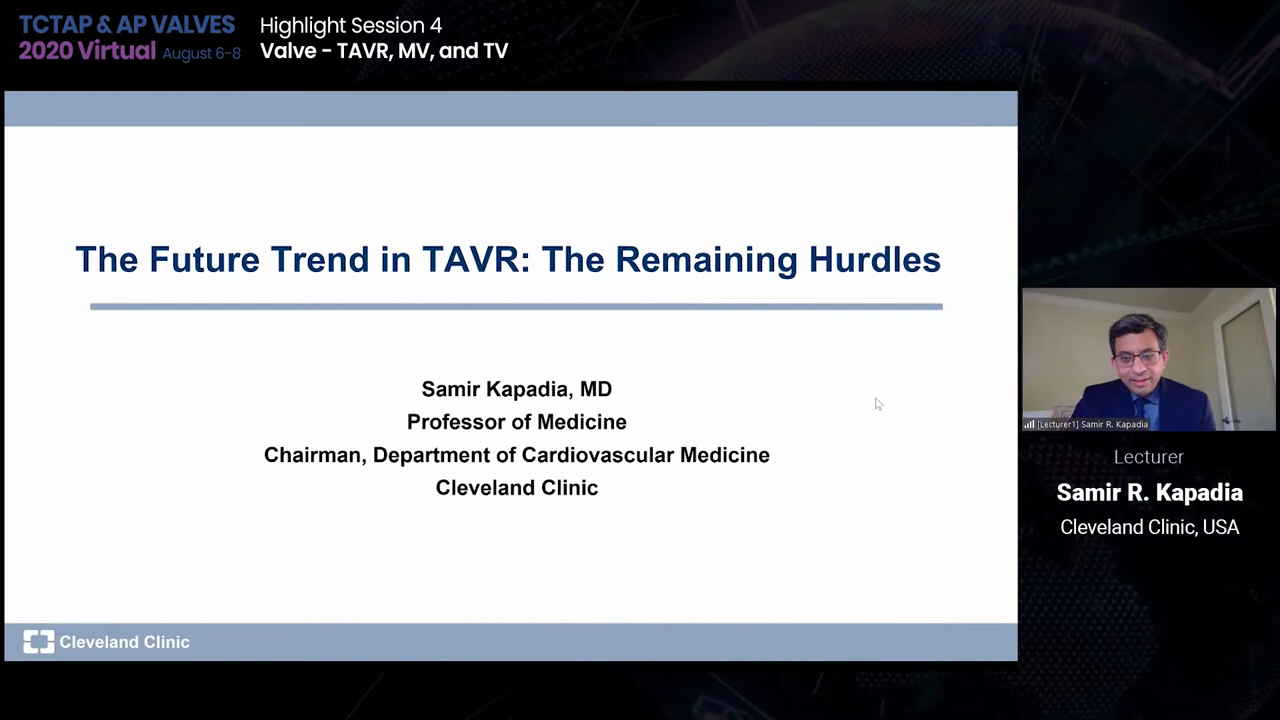 TCTAP & AP VALVES
2020 Virtual August 6-8
Highlight Session 4
Valve - TAVR, MV, and TV
The Future Trend in TAVR: The Remaining Hurdles
Samir Kapadia, MD
Professor of Medicine
Chairman, Department of Cardiovascular Medicine
Cleveland Clinic
Cleveland Clinic
[Lecturer1] Samir R. Kapadia
Lecturer
Samir R. Kapadia
Cleveland Clinic, USA